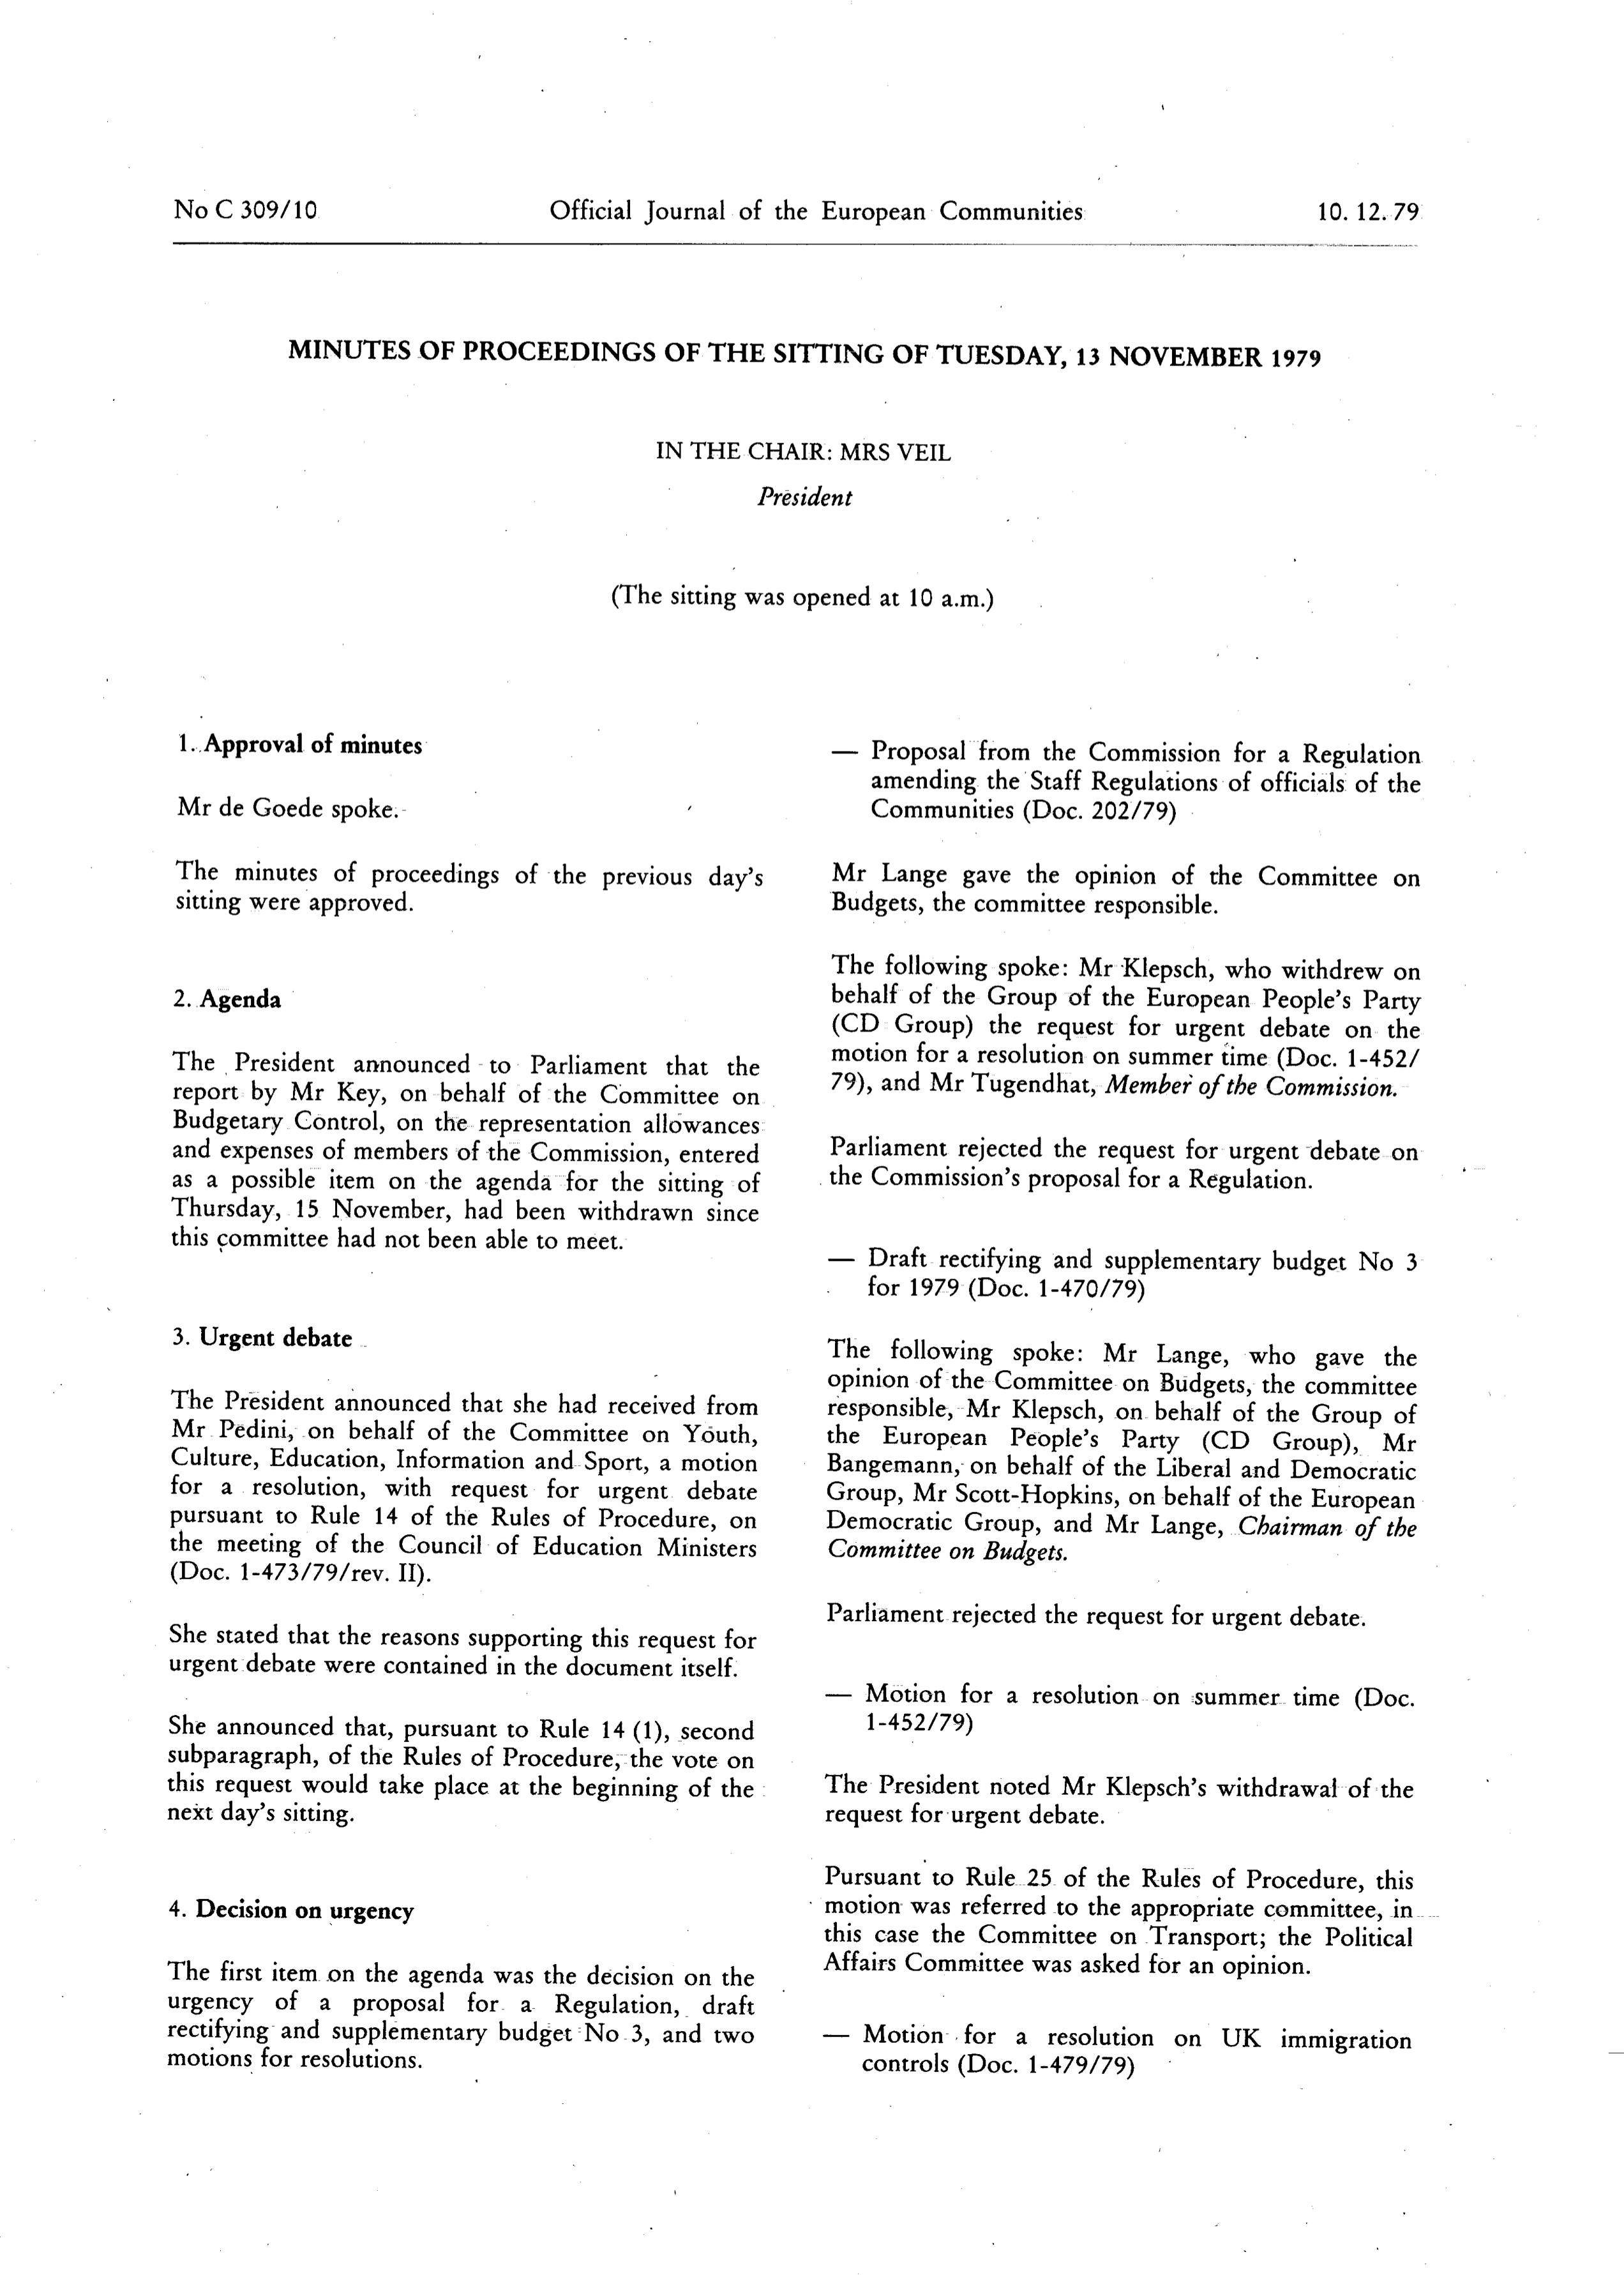 No C 309/10
Official Journal of the European Communities
10. 12. 79
MINUTES OF PROCEEDINGS OF THE SITTING OF TUESDAY, 13 NOVEMBER 1979
IN THE CHAIR: MRS VEIL
President
(The sitting was opened at 10 a.m.)
1. Approval of minutes
Mr de Goede spoke.
The minutes of proceedings of the previous day's
sitting were approved.
2. Agenda
The President announced to Parliament that the
report by Mr Key, on behalf of the Committee on
Budgetary Control, on the representation allowances
and expenses of members of the Commission, entered
as a possible item on the agenda for the sitting of
Thursday, 15 November, had been withdrawn since
this committee had not been able to meet.
3. Urgent debate
The President announced that she had received from
Mr Pedini, on behalf of the Committee on Youth,
Culture, Education, Information and Sport, a motion
for a resolution, with request for urgent debate
pursuant to Rule 14 of the Rules of Procedure, on
the meeting of the Council of Education Ministers
(Doc. 1-473/79/rev. II).
She stated that the reasons supporting this request for
urgent debate were contained in the document itself.
She announced that, pursuant to Rule 14 (1), second
subparagraph, of the Rules of Procedure, the vote on
this request would take place at the beginning of the
next day's sitting.
4. Decision on urgency
The first item on the agenda was the decision on the
urgency of a proposal for a Regulation, draft
rectifying and supplementary budget No 3, and two
motions for resolutions.
— Proposal from the Commission for a Regulation
amending the Staff Regulations of officials of the
Communities (Doc. 202/79)
Mr Lange gave the opinion of the Committee on
Budgets, the committee responsible.
The following spoke: Mr Klepsch, who withdrew on
behalf of the Group of the European People's Party
(CD Group) the request for urgent debate on the
motion for a resolution on summer time (Doc. 1-452/
79), and Mr Tugendhat, Member of the Commission.
Parliament rejected the request for urgent debate on
the Commission's proposal for a Regulation.
— Draft rectifying and supplementary budget No 3
for 1979 (Doc. 1-470/79)
The following spoke: Mr Lange, who gave the
opinion of the Committee on Budgets, the committee
responsible, Mr Klepsch, on behalf of the Group of
the European People's Party (CD Group), Mr
Bangemann, on behalf of the Liberal and Democratic
Group, Mr Scott-Hopkins, on behalf of the European
Democratic Group, and Mr Lange, Chairman of the
Committee on Budgets.
Parliament rejected the request for urgent debate.
— Motion for a resolution on summer time (Doc.
1-452/79)
The President noted Mr Klepsch's withdrawal of the
request for urgent debate.
Pursuant to Rule 25 of the Rules of Procedure, this
motion was referred to the appropriate committee, in
this case the Committee on Transport; the Political
Affairs Committee was asked for an opinion.
— Motion for a resolution on UK immigration
controls (Doc. 1-479/79)